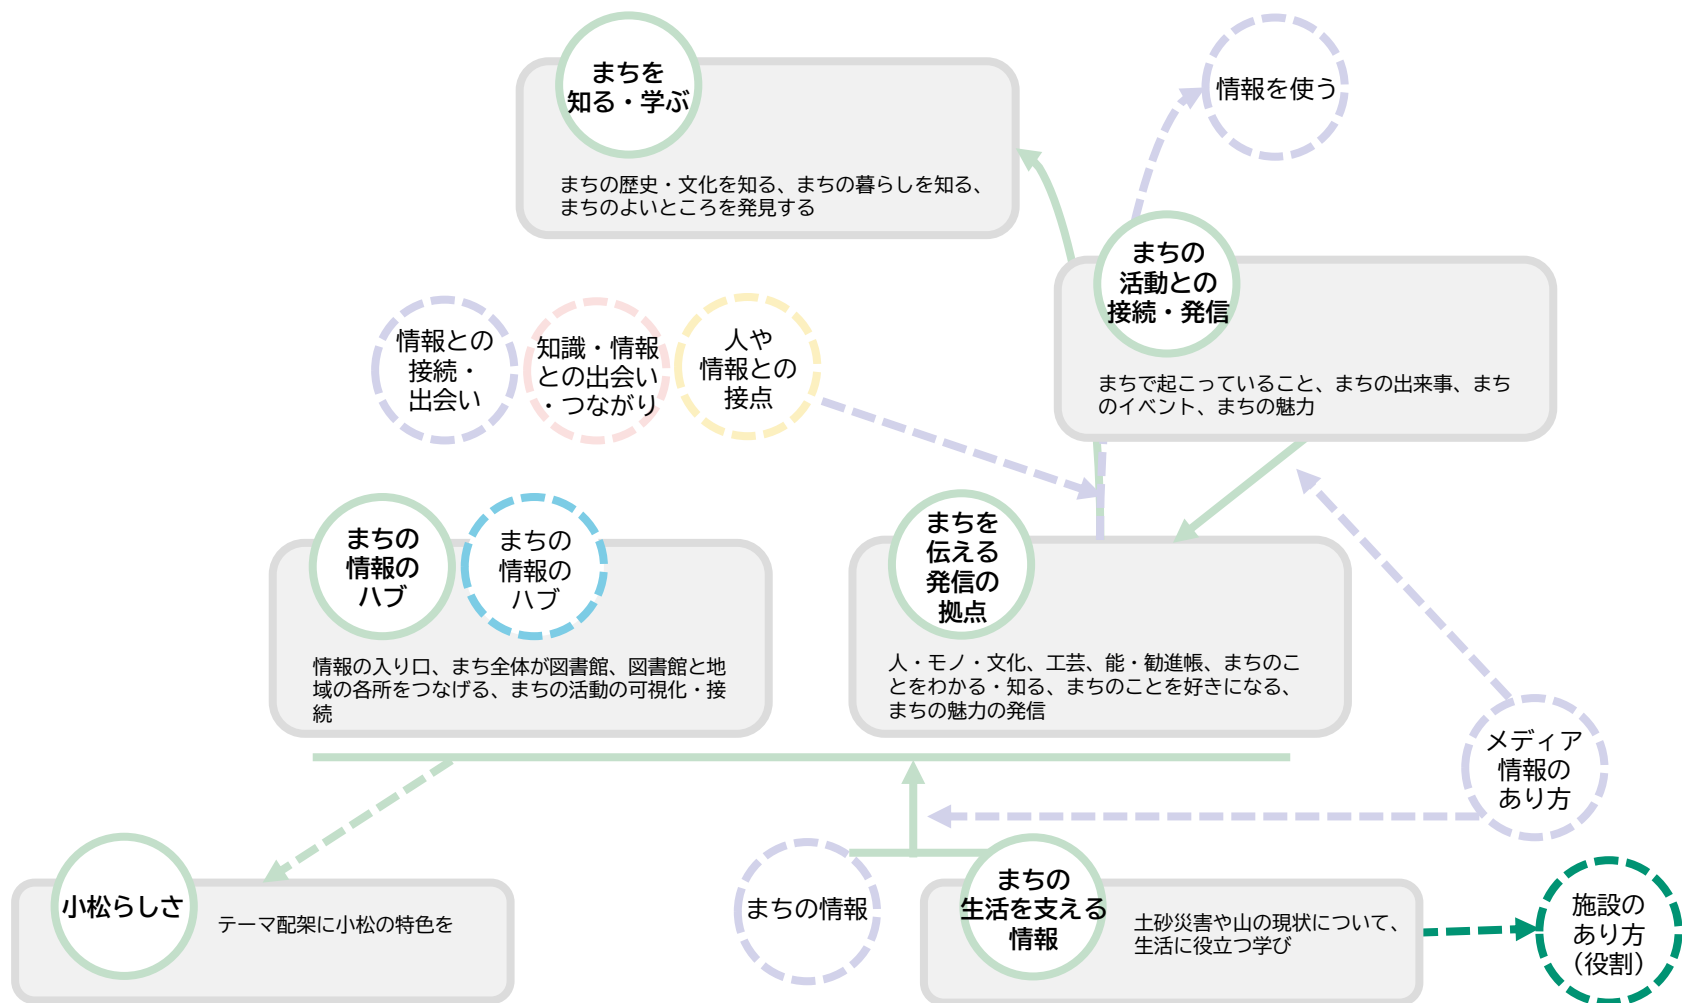 まちを
知る・学ぶ
まちの歴史・文化を知る、まちの暮らしを知る、
まちのよいところを発見する
情報を使う
まちの
活動との
接続・発信
まちで起こっていること、まちの出来事、まち
のイベント、まちの魅力
情報との
接続・
出会い
知識・情報
との出会い
・つながり
人や
情報との
接点
まちの
情報の
ハブ
まちの
情報の
ハブ
情報の入り口、まち全体が図書館、図書館と地
域の各所をつなげる、まちの活動の可視化・接
続
まちを
伝える
発信の
拠点
人・モノ・文化、工芸、能・勧進帳、まちのこ
とをわかる・知る、まちのことを好きになる、
まちの魅力の発信
メディア
情報の
あり方
小松らしさ
テーマ配架に小松の特色を
まちの情報
まちの
生活を支える
情報
土砂災害や山の現状について、
生活に役立つ学び
施設の
あり方
（役割）